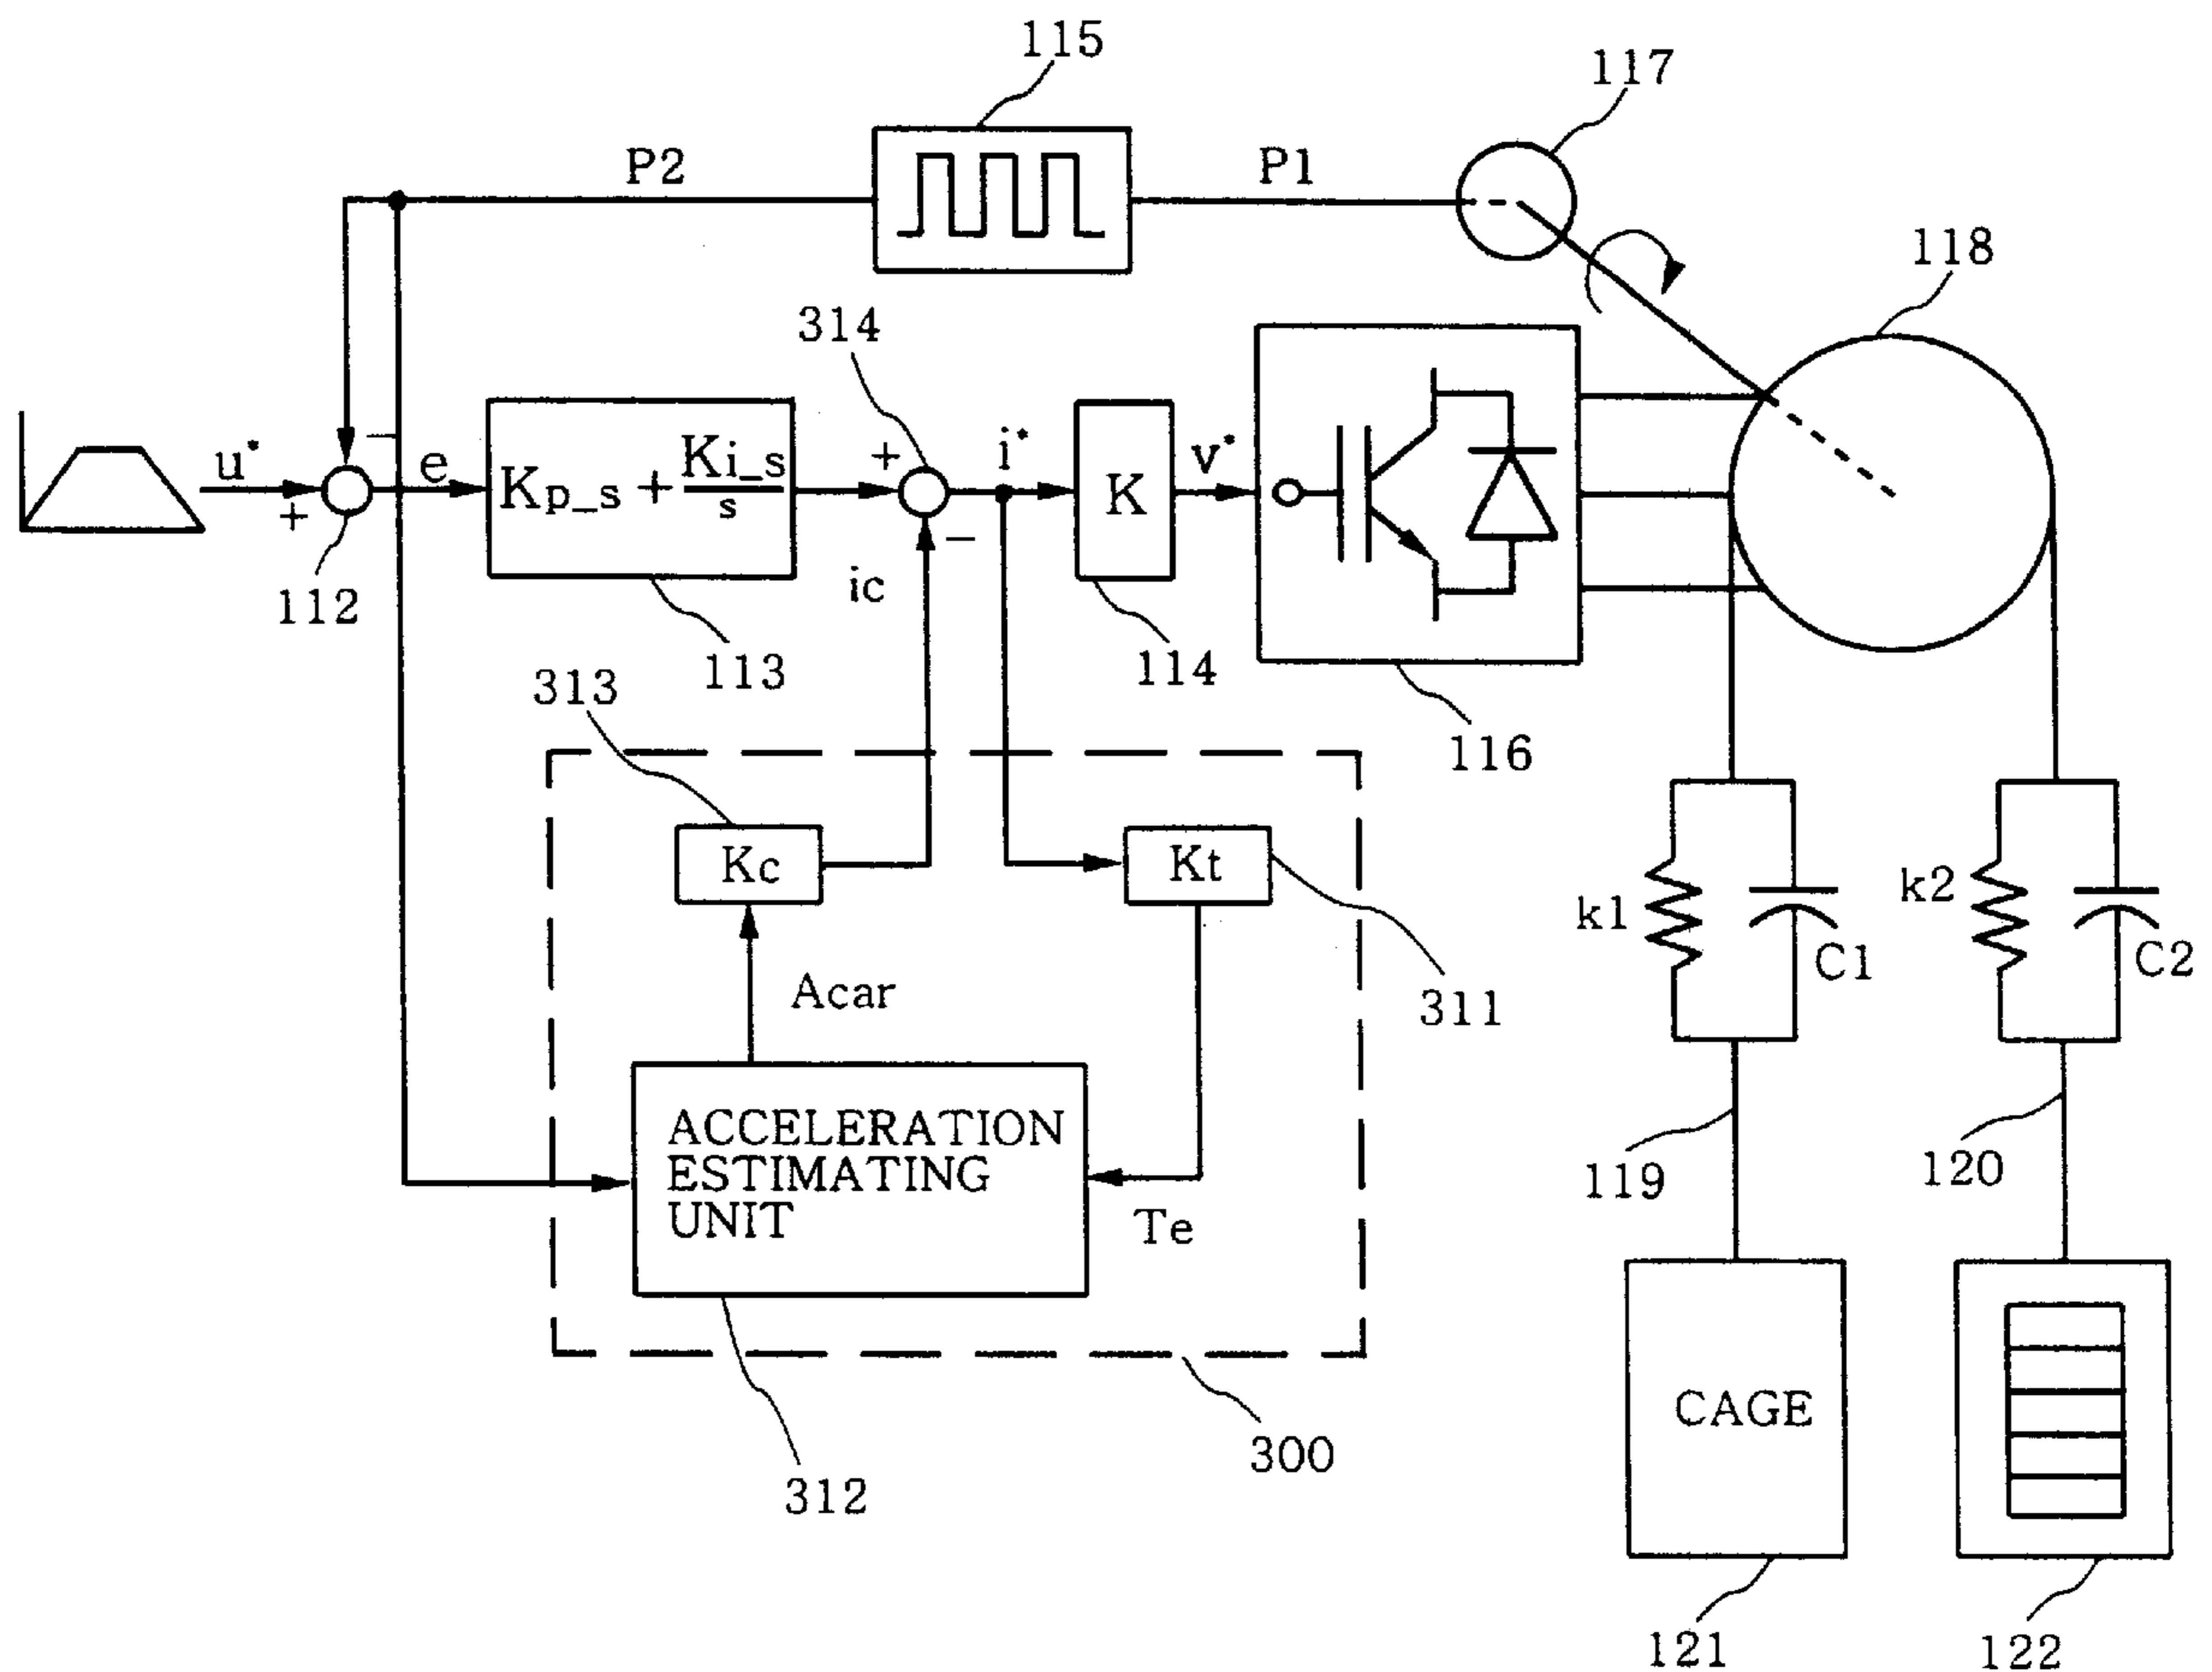 115
117
P2
P1
118
314
u*
+
−
e
Kp_s + Ki_s/s
+
−
i*
K
v*
112
ic
113
114
116
313
Kc
Kt
k1
C1
k2
C2
Acar
311
ACCELERATION
ESTIMATING
UNIT
Te
119
120
CAGE
300
312
121
122